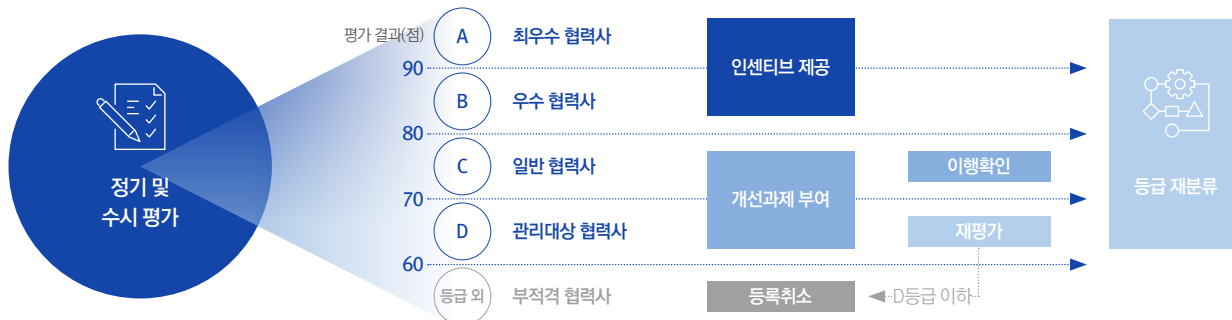 정기 및
수시 평가
평가 결과(점)
A 최우수 협력사
90
B 우수 협력사
80
C 일반 협력사
70
D 관리대상 협력사
60
등급 외 부적격 협력사
인센티브 제공
개선과제 부여
이행확인
재평가
등록취소
D등급 이하
등급 재분류